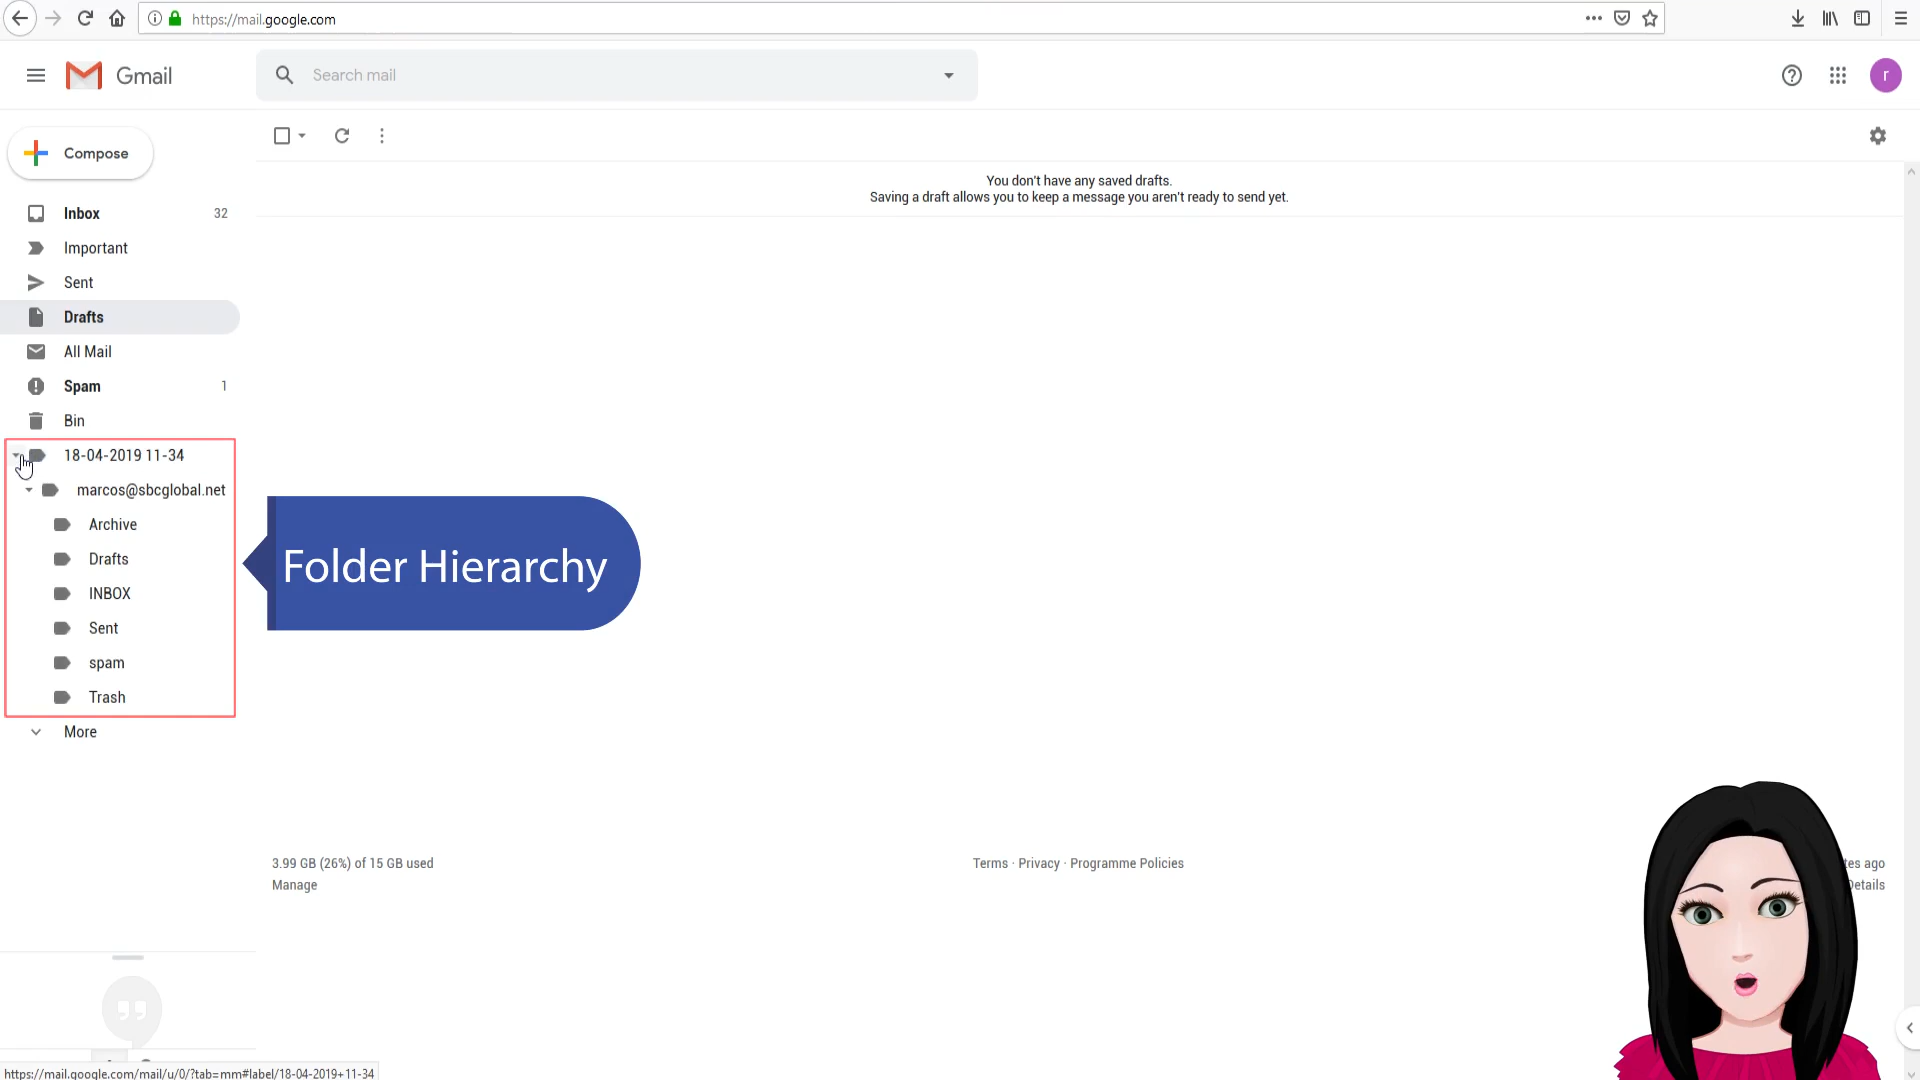 https://mail.google.com
Gmail
Search mail
r
Compose
Inbox 32
Important
Sent
Drafts
All Mail
Spam 1
Bin
18-04-2019 11-34
marcos@sbcglobal.net
Archive
Drafts
INBOX
Sent
spam
Trash
More
You don't have any saved drafts.
Saving a draft allows you to keep a message you aren't ready to send yet.
Folder Hierarchy
3.99 GB (26%) of 15 GB used
Manage
Terms · Privacy · Programme Policies
ago
Details
https://mail.google.com/mail/u/0/?tab=mm#label/18-04-2019+11-34